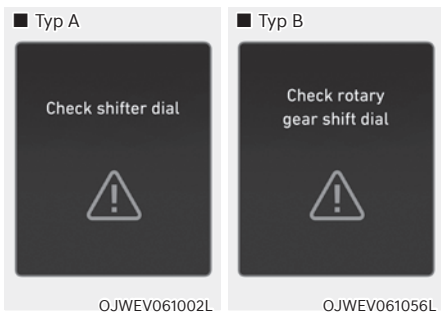 ■ Typ A
Check shifter dial
OJWEV061002L
■ Typ B
Check rotary
gear shift dial
OJWEV061056L